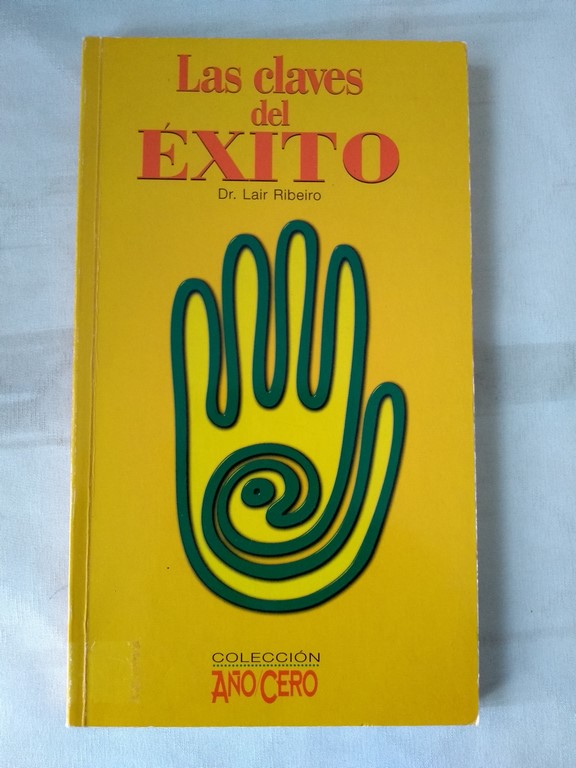 Las claves
del
ÉXITO
Dr. Lair Ribeiro
COLECCIÓN
AÑO CERO